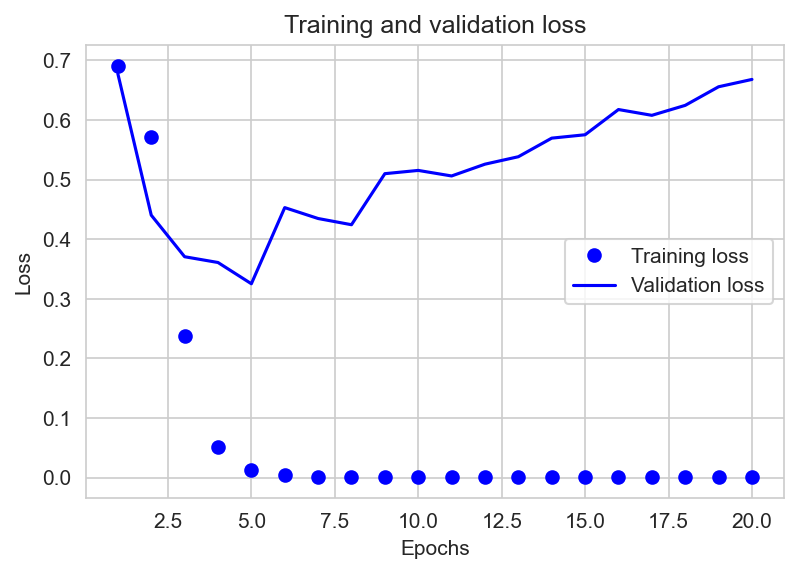 Training and validation loss
0.7
0.6
0.5
0.4
0.3
0.2
0.1
0.0
Loss
Training loss
Validation loss
2.5 5.0 7.5 10.0 12.5 15.0 17.5 20.0
Epochs